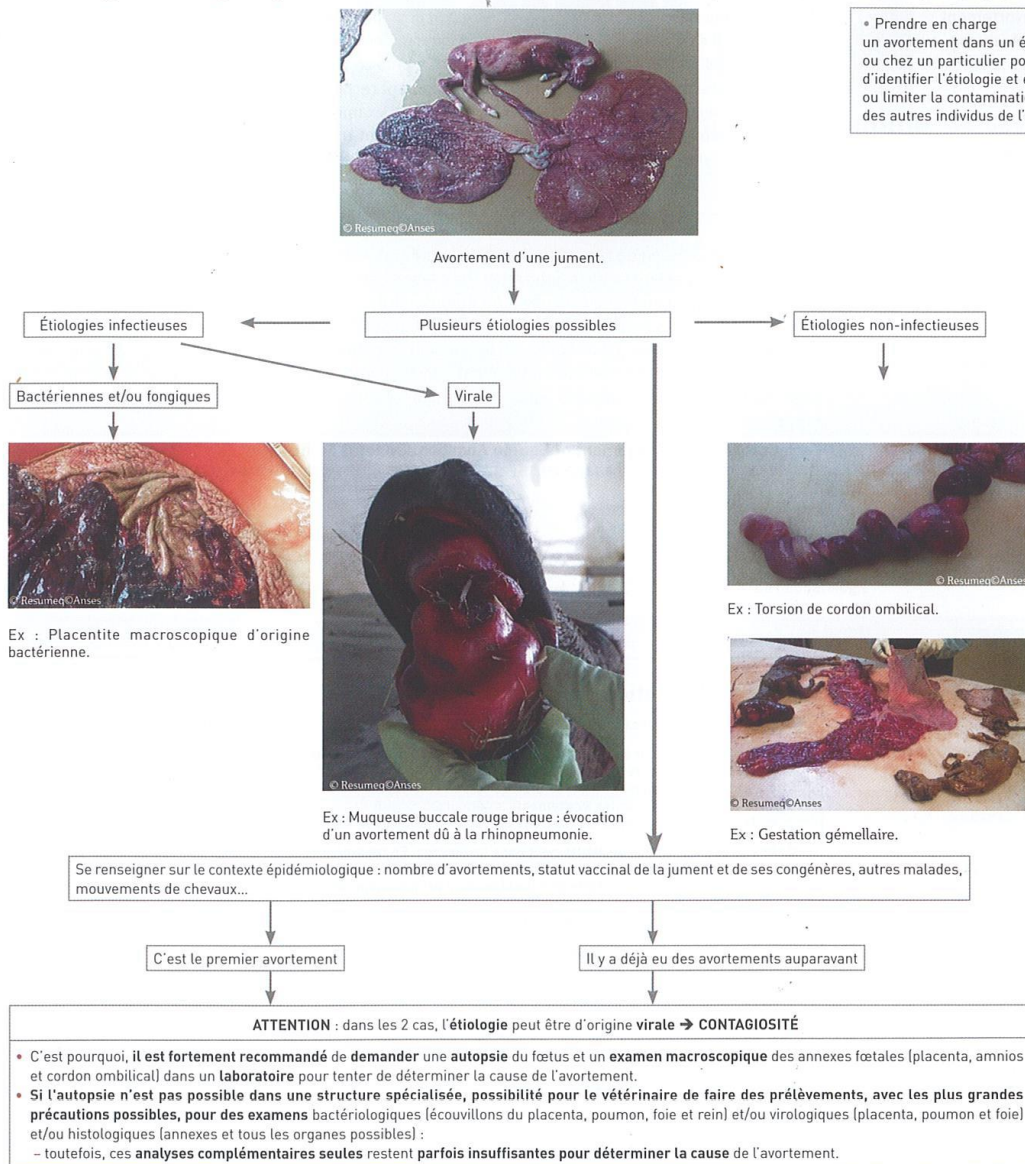 • Prendre en charge
un avortement dans un
ou chez un particulier
d'identifier l'étiologie et
ou limiter la
des autres individus de
© Resumeq©Anses
Avortement d'une jument.
Étiologies infectieuses
Plusieurs étiologies possibles
Étiologies non-infectieuses
Bactériennes et/ou fongiques
Virale
© Resumeq©Anses
Ex : Placentite macroscopique d'origine
bactérienne.
© Resumeq©Anses
Ex : Muqueuse buccale rouge brique : évocation
d'un avortement dû à la rhinopneumonie.
© Resumeq©Anses
Ex : Torsion de cordon ombilical.
© Resumeq©Anses
Ex : Gestation gémellaire.
Se renseigner sur le contexte épidémiologique : nombre d'avortements, statut vaccinal de la jument et de ses congénères, autres malades,
mouvements de chevaux...
C'est le premier avortement
Il y a déjà eu des avortements auparavant
ATTENTION : dans les 2 cas, l'étiologie peut être d'origine virale → CONTAGIOSITÉ
• C'est pourquoi, il est fortement recommandé de demander une autopsie du fœtus et un examen macroscopique des annexes fœtales (placenta, amnios
et cordon ombilical) dans un laboratoire pour tenter de déterminer la cause de l'avortement.
• Si l'autopsie n'est pas possible dans une structure spécialisée, possibilité pour le vétérinaire de faire des prélèvements, avec les plus grandes
précautions possibles, pour des examens bactériologiques (écouvillons du placenta, poumon, foie et rein) et/ou virologiques (placenta, poumon et foie)
et/ou histologiques (annexes et tous les organes possibles) :
– toutefois, ces analyses complémentaires seules restent parfois insuffisantes pour déterminer la cause de l'avortement.